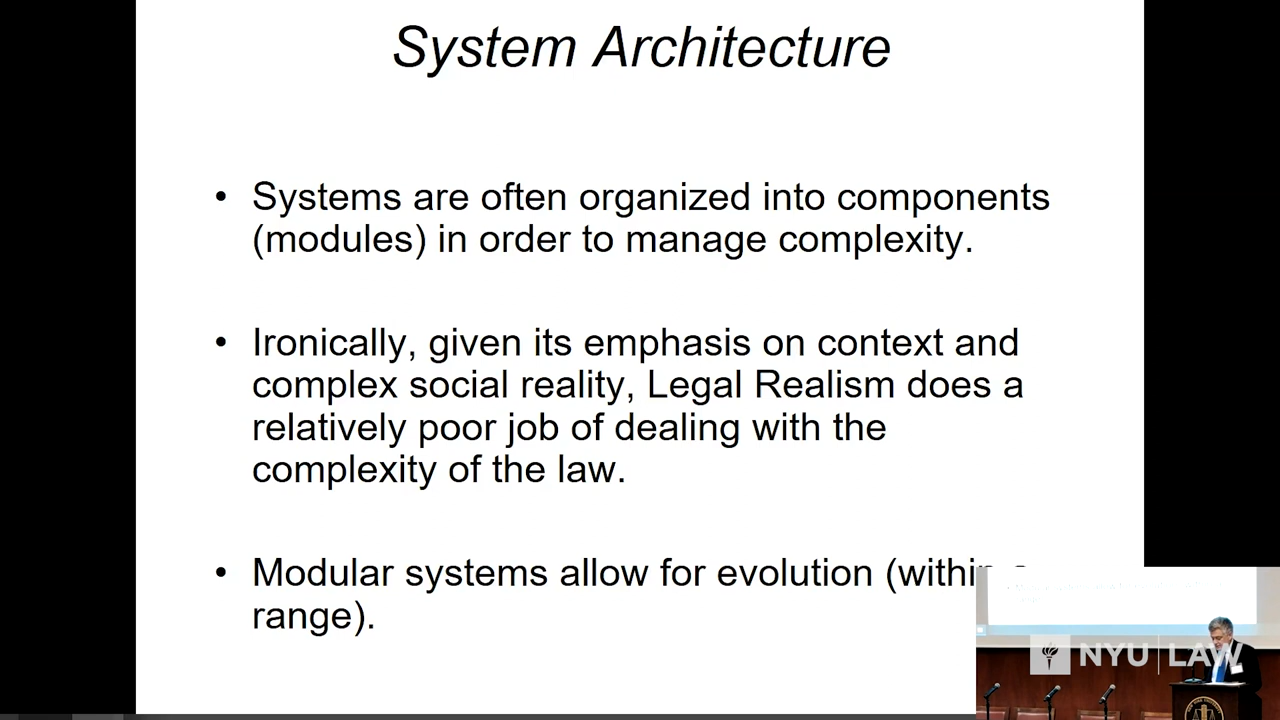 System Architecture
• Systems are often organized into components
(modules) in order to manage complexity.
• Ironically, given its emphasis on context and
complex social reality, Legal Realism does a
relatively poor job of dealing with the
complexity of the law.
• Modular systems allow for evolution (within a
range).
NYU LAW